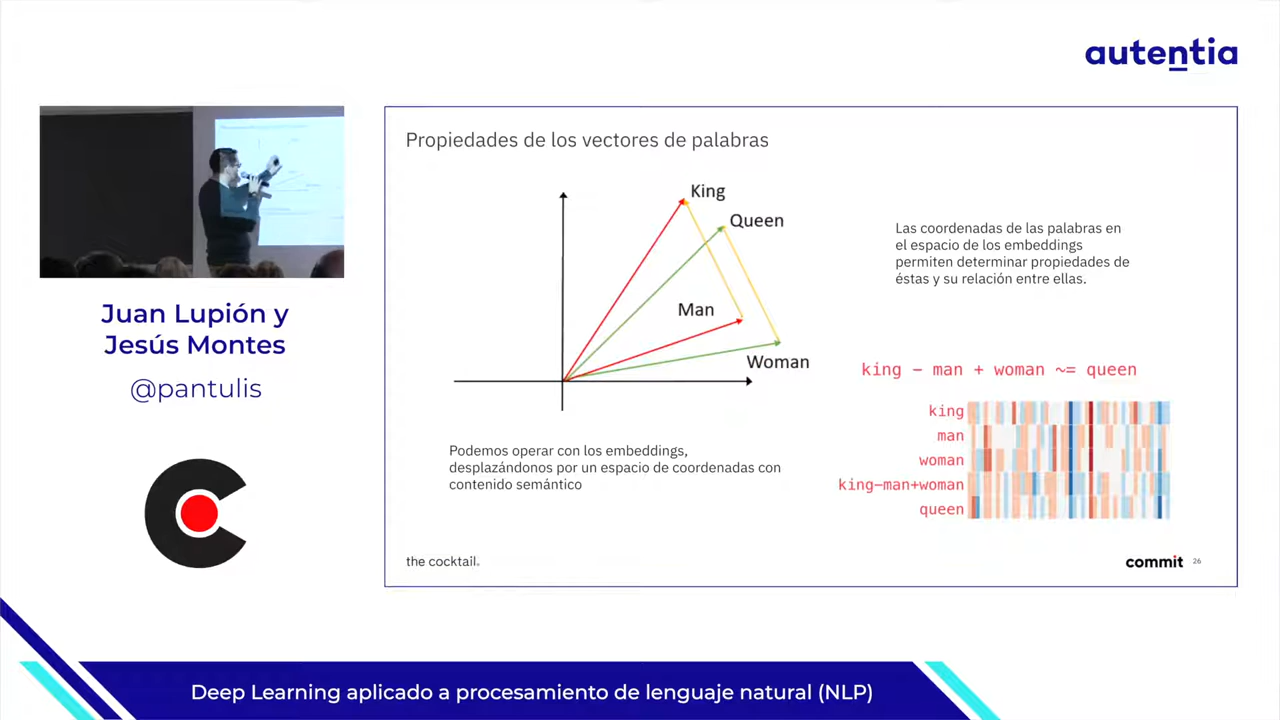 autentia
Propiedades de los vectores de palabras
King
Queen
Man
Woman
Las coordenadas de las palabras en
el espacio de los embeddings
permiten determinar propiedades de
éstas y su relación entre ellas.
king - man + woman ~= queen
king
man
woman
king-man+woman
queen
Podemos operar con los embeddings,
desplazándonos por un espacio de coordenadas con
contenido semántico
the cocktail.
commit
26
Juan Lupión y
Jesús Montes
@pantulis
Deep Learning aplicado a procesamiento de lenguaje natural (NLP)